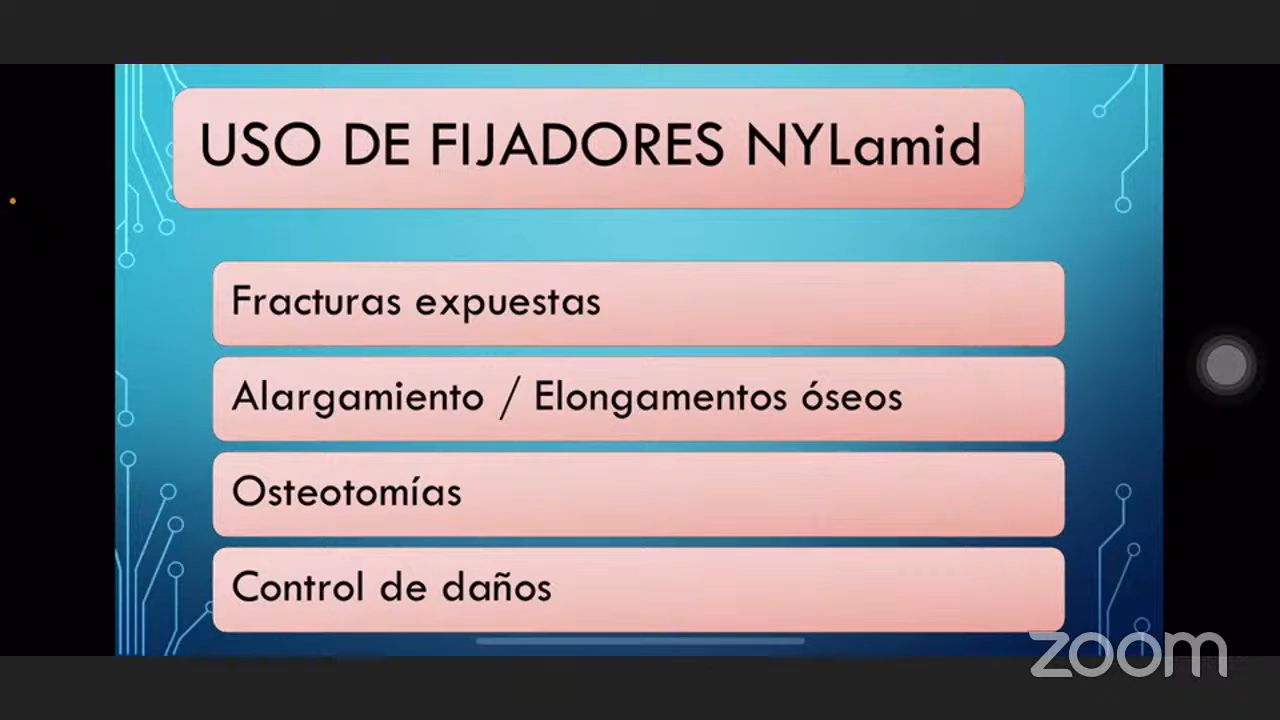 USO DE FIJADORES NYLamid
Fracturas expuestas
Alargamiento / Elongamentos óseos
Osteotomías
Control de daños
zoom